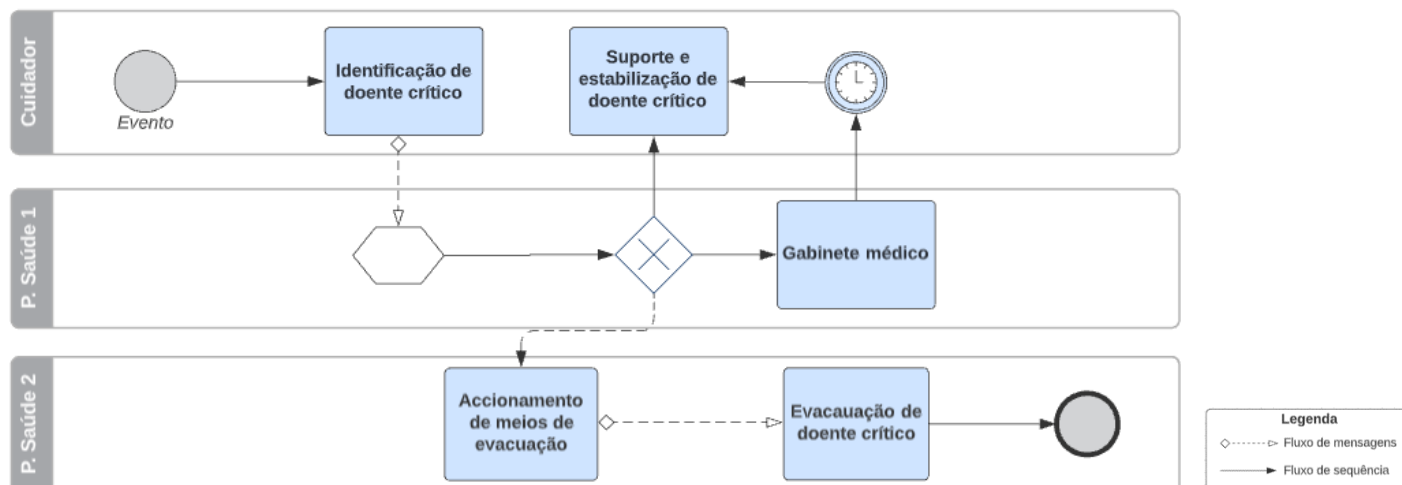 Cuidador
Evento
Identificação de
doente crítico
Suporte e
estabilização de
doente crítico
P. Saúde 1
Gabinete médico
P. Saúde 2
Accionamento
de meios de
evacuação
Evacauação de
doente crítico
Legenda
Fluxo de mensagens
Fluxo de sequência